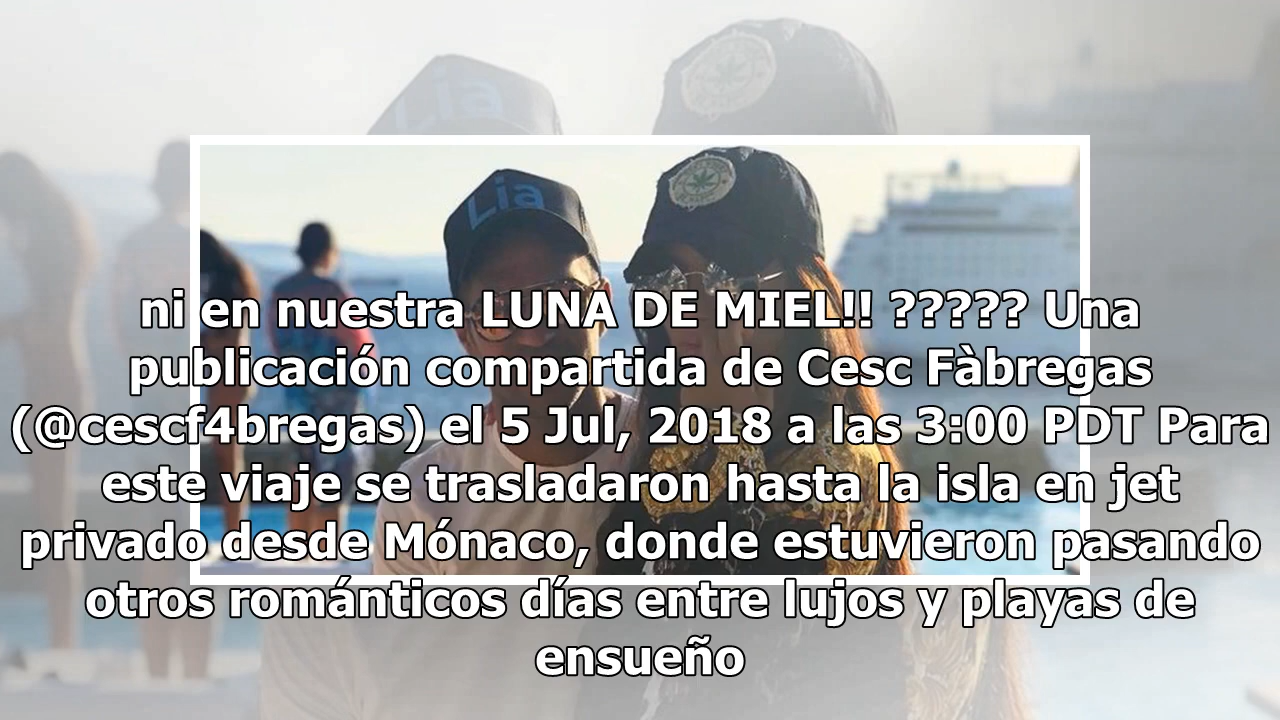 Lia
ni en nuestra LUNA DE MIEL!! ????? Una
publicación compartida de Cesc Fàbregas
(@cescf4bregas) el 5 Jul, 2018 a las 3:00 PDT Para
este viaje se trasladaron hasta la isla en jet
privado desde Mónaco, donde estuvieron pasando
otros románticos días entre lujos y playas de
ensueño